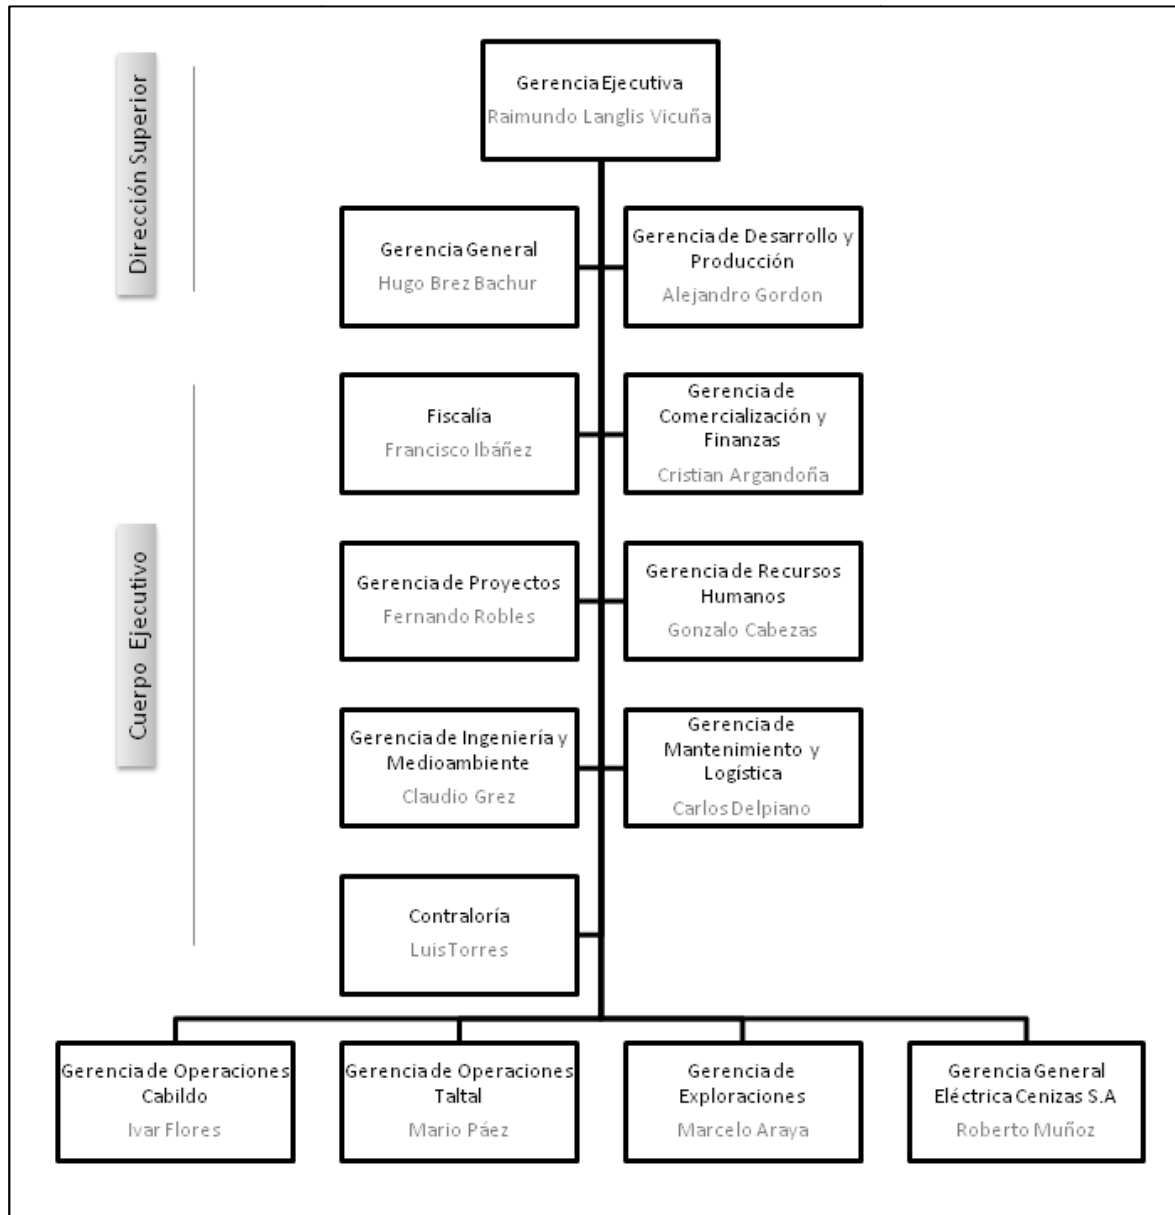 Dirección Superior
Gerencia Ejecutiva
Raimundo Langlis Vicuña
Gerencia General
Hugo Brez Bachur
Gerencia de Desarrollo y
Producción
Alejandro Gordon
Cuerpo Ejecutivo
Fiscalía
Francisco Ibáñez
Gerencia de
Comercialización y
Finanzas
Cristian Argandoña
Gerencia de Proyectos
Fernando Robles
Gerencia de Recursos
Humanos
Gonzalo Cabezas
Gerencia de Ingeniería y
Medioambiente
Claudio Grez
Gerencia de
Mantenimiento y
Logística
Carlos Delpiano
Contraloría
Luis Torres
Gerencia de Operaciones
Cabildo
Ivar Flores
Gerencia de Operaciones
Taltal
Mario Páez
Gerencia de
Exploraciones
Marcelo Araya
Gerencia General
Eléctrica Cenizas S.A
Roberto Muñoz